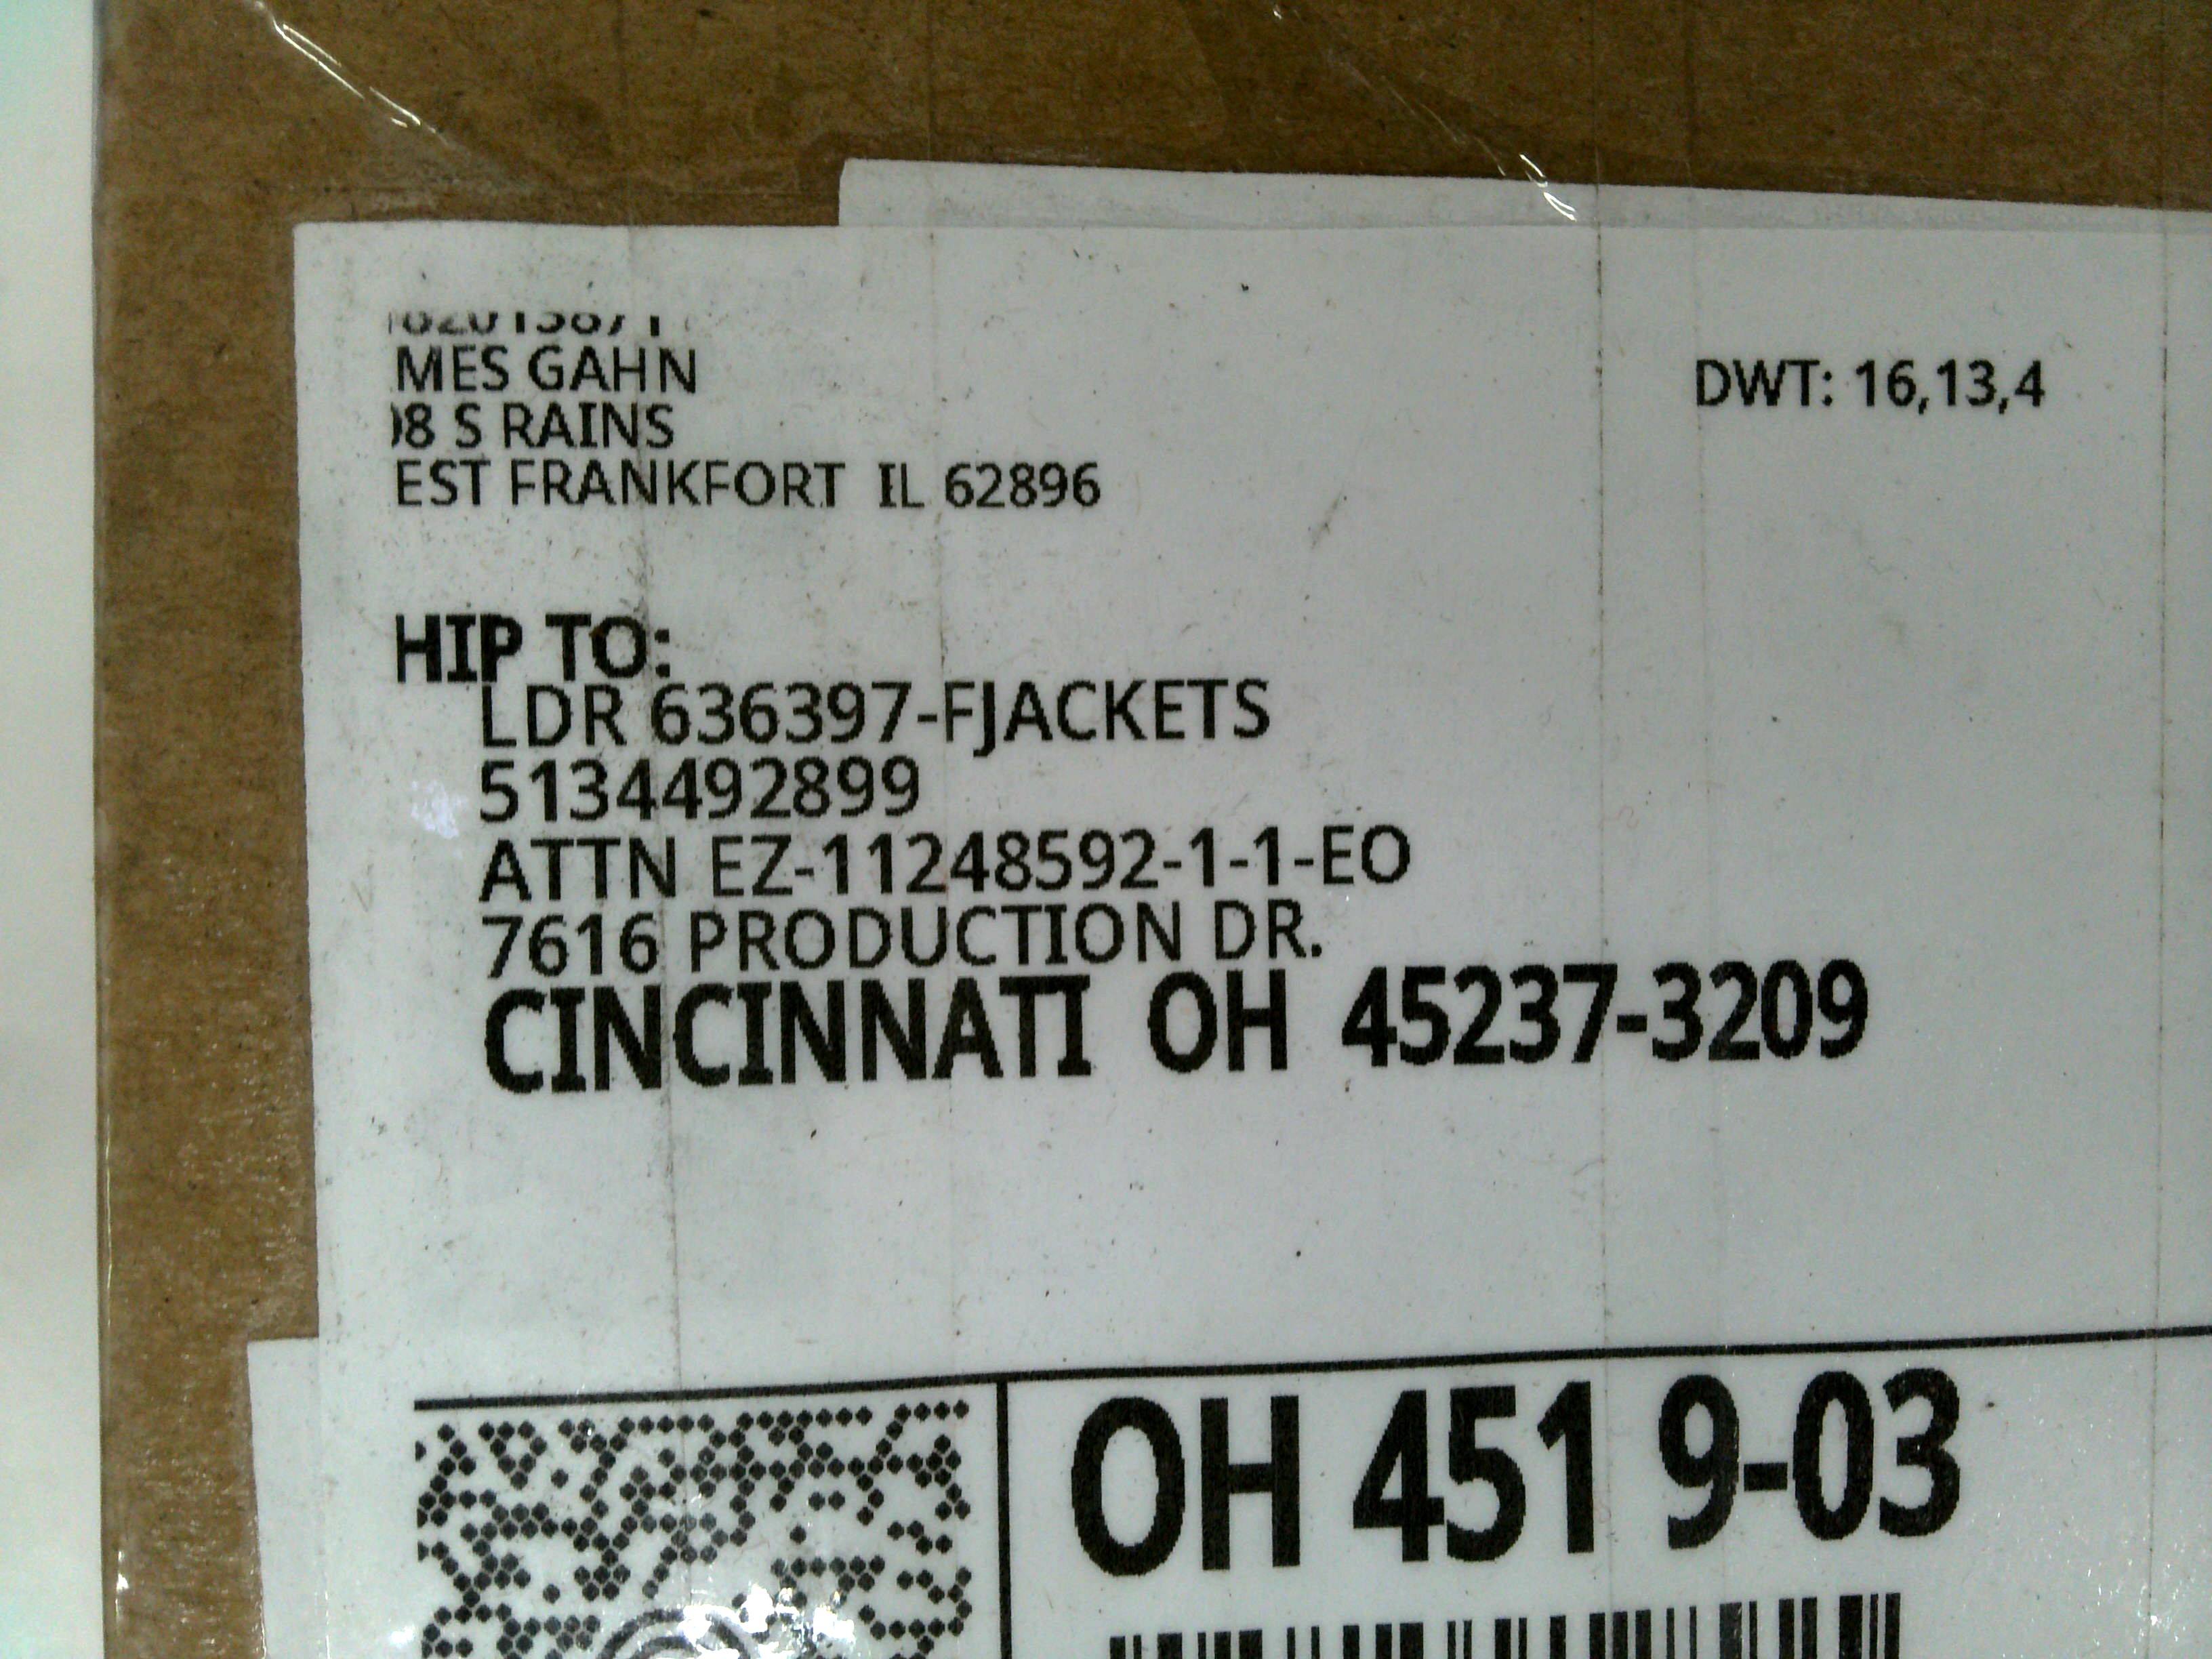 MES GAHN
8 S RAINS
EST FRANKFORT IL 62896
DWT: 16,13,4
HIP TO:
LDR 636397-FJACKETS
5134492899
ATTN EZ-11248592-1-1-EO
7616 PRODUCTION DR.
CINCINNATI OH 45237-3209
OH 451 9-03